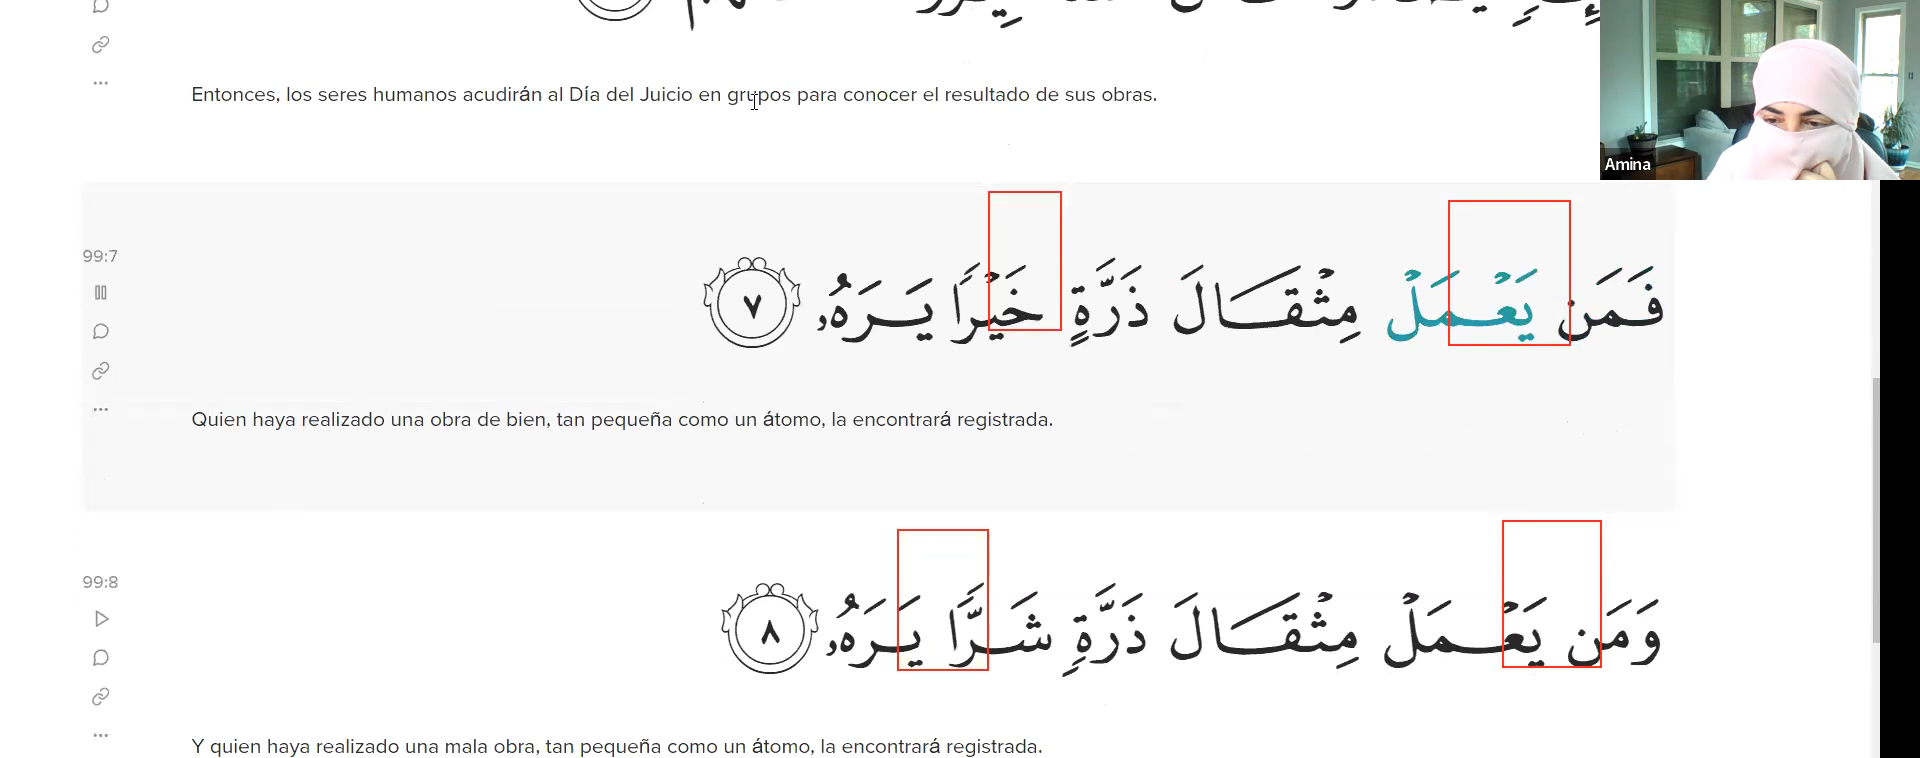 Entonces, los seres humanos acudirán al Día del Juicio en grupos para conocer el resultado de sus obras.
Amina
99:7
فَمَن يَعْمَلْ مِثْقَالَ ذَرَّةٍ خَيْرًا يَرَهُۥ ٧
Quien haya realizado una obra de bien, tan pequeña como un átomo, la encontrará registrada.
99:8
وَمَن يَعْمَلْ مِثْقَالَ ذَرَّةٍ شَرًّا يَرَهُۥ ٨
Y quien haya realizado una mala obra, tan pequeña como un átomo, la encontrará registrada.